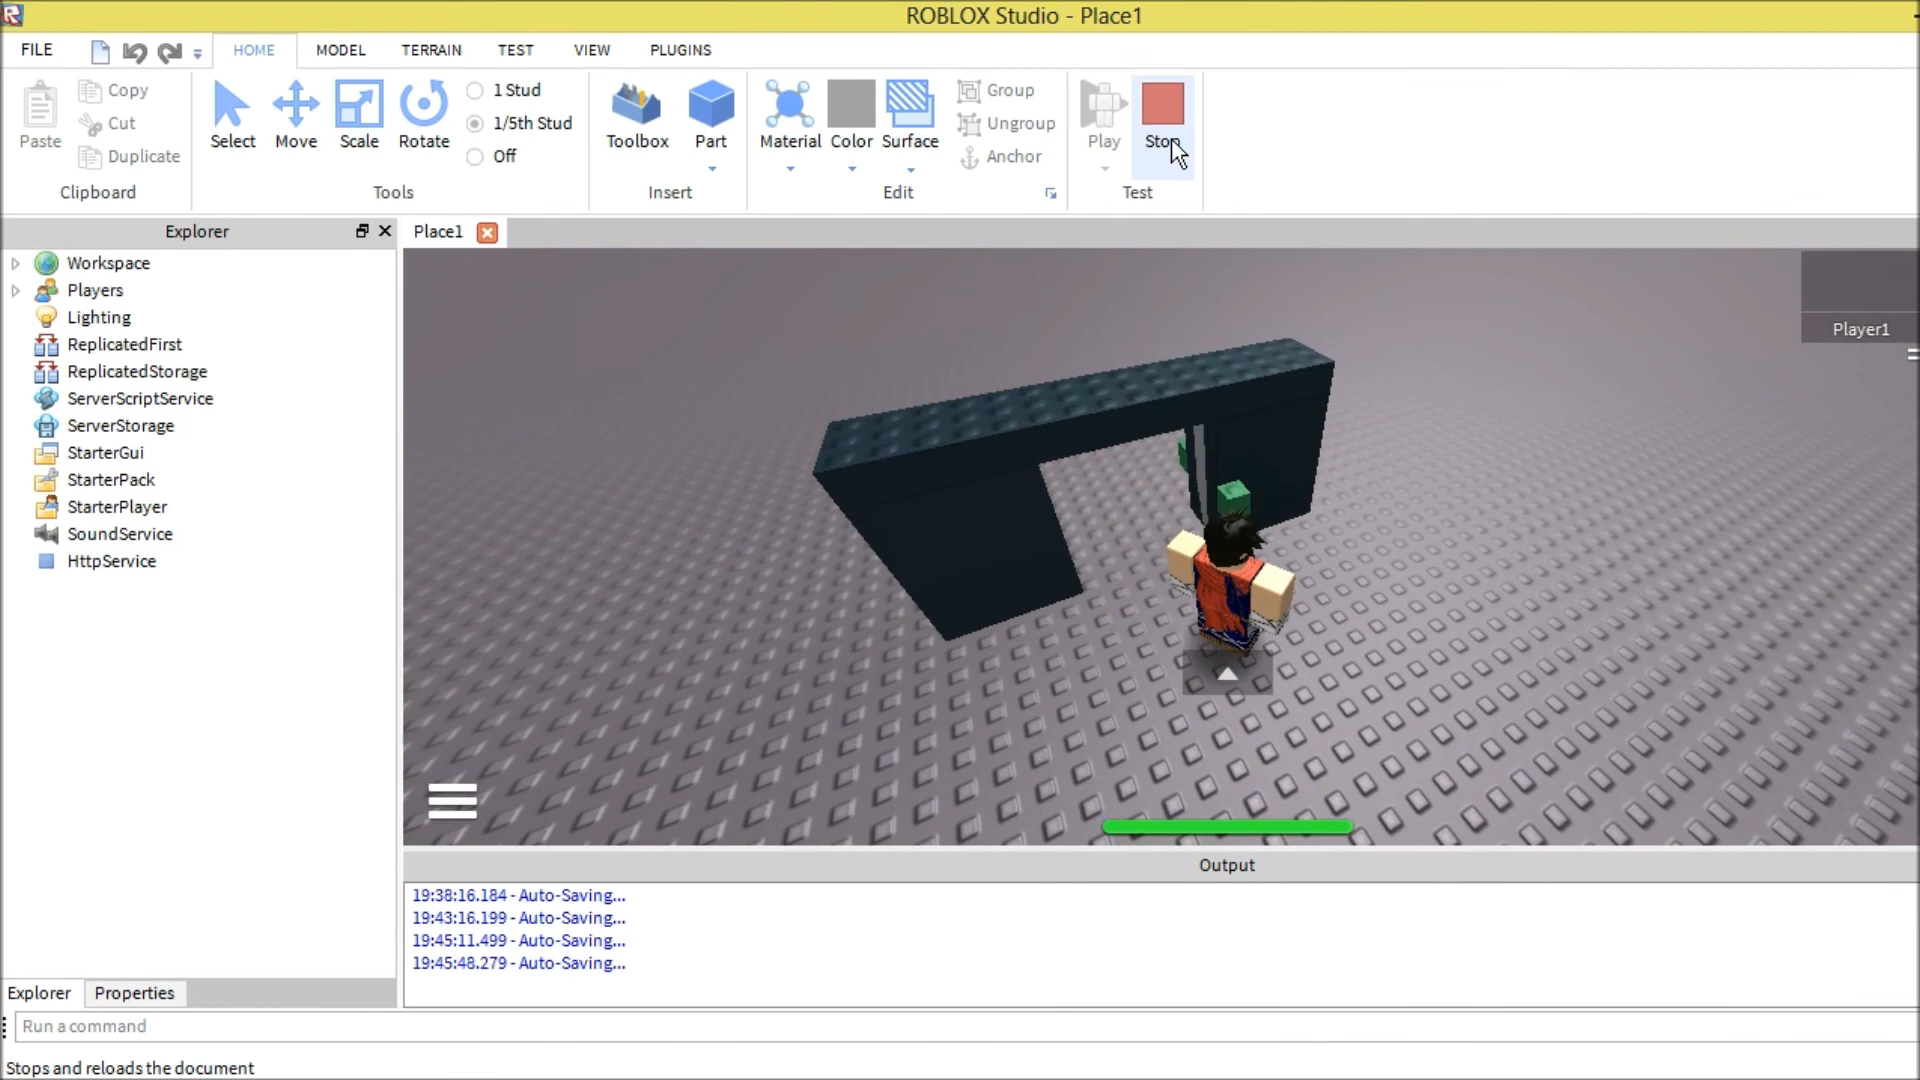 ROBLOX Studio - Place1
FILE HOME MODEL TERRAIN TEST VIEW PLUGINS
Paste
Copy
Cut
Duplicate
Clipboard
Select
Move
Scale
Rotate
1 Stud
1/5th Stud
Off
Tools
Toolbox
Part
Insert
Material
Color
Surface
Group
Ungroup
Anchor
Edit
Play
Stop
Test
Explorer
Workspace
Players
Lighting
ReplicatedFirst
ReplicatedStorage
ServerScriptService
ServerStorage
StarterGui
StarterPack
StarterPlayer
SoundService
HttpService
Place1
Player1
Output
19:38:16.184 - Auto-Saving...
19:43:16.199 - Auto-Saving...
19:45:11.499 - Auto-Saving...
19:45:48.279 - Auto-Saving...
Explorer Properties
Run a command
Stops and reloads the document